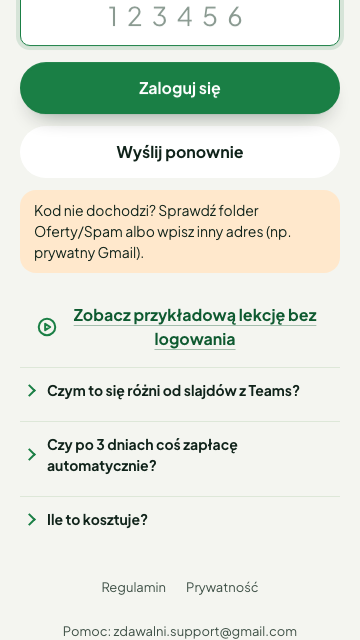 123456
Zaloguj się
Wyślij ponownie
Kod nie dochodzi? Sprawdź folder
Oferty/Spam albo wpisz inny adres (np.
prywatny Gmail).
Zobacz przykładową lekcję bez
logowania
Czym to się różni od slajdów z Teams?
Czy po 3 dniach coś zapłacę
automatycznie?
Ile to kosztuje?
Regulamin Prywatność
Pomoc: zdawalni.support@gmail.com